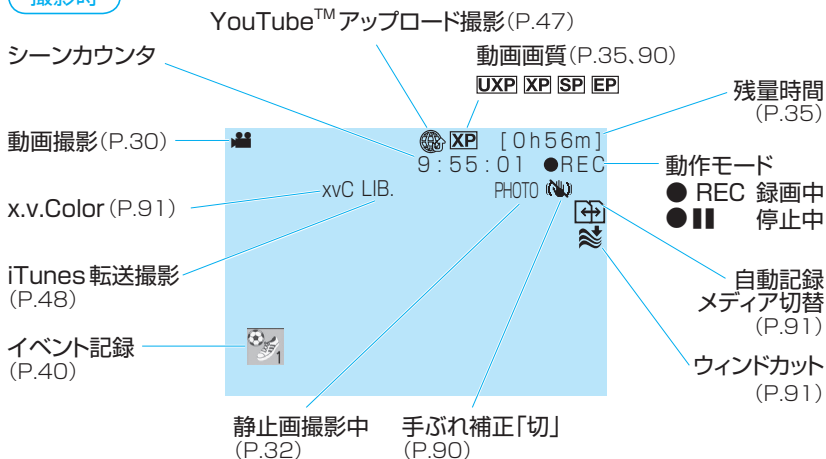 撮影時
YouTube™アップロード撮影(P.47)
シーンカウンタ
動画画質(P.35、90)
UXP XP SP EP
残量時間
(P.35)
動画撮影(P.30)
XP [0h56m]
9:55:01 ●REC
動作モード
● REC 録画中
●❚❚ 停止中
xvC LIB.
PHOTO
x.v.Color(P.91)
iTunes転送撮影
(P.48)
自動記録
メディア切替
(P.91)
イベント記録
(P.40)
1
ウィンドカット
(P.91)
静止画撮影中
(P.32)
手ぶれ補正「切」
(P.90)